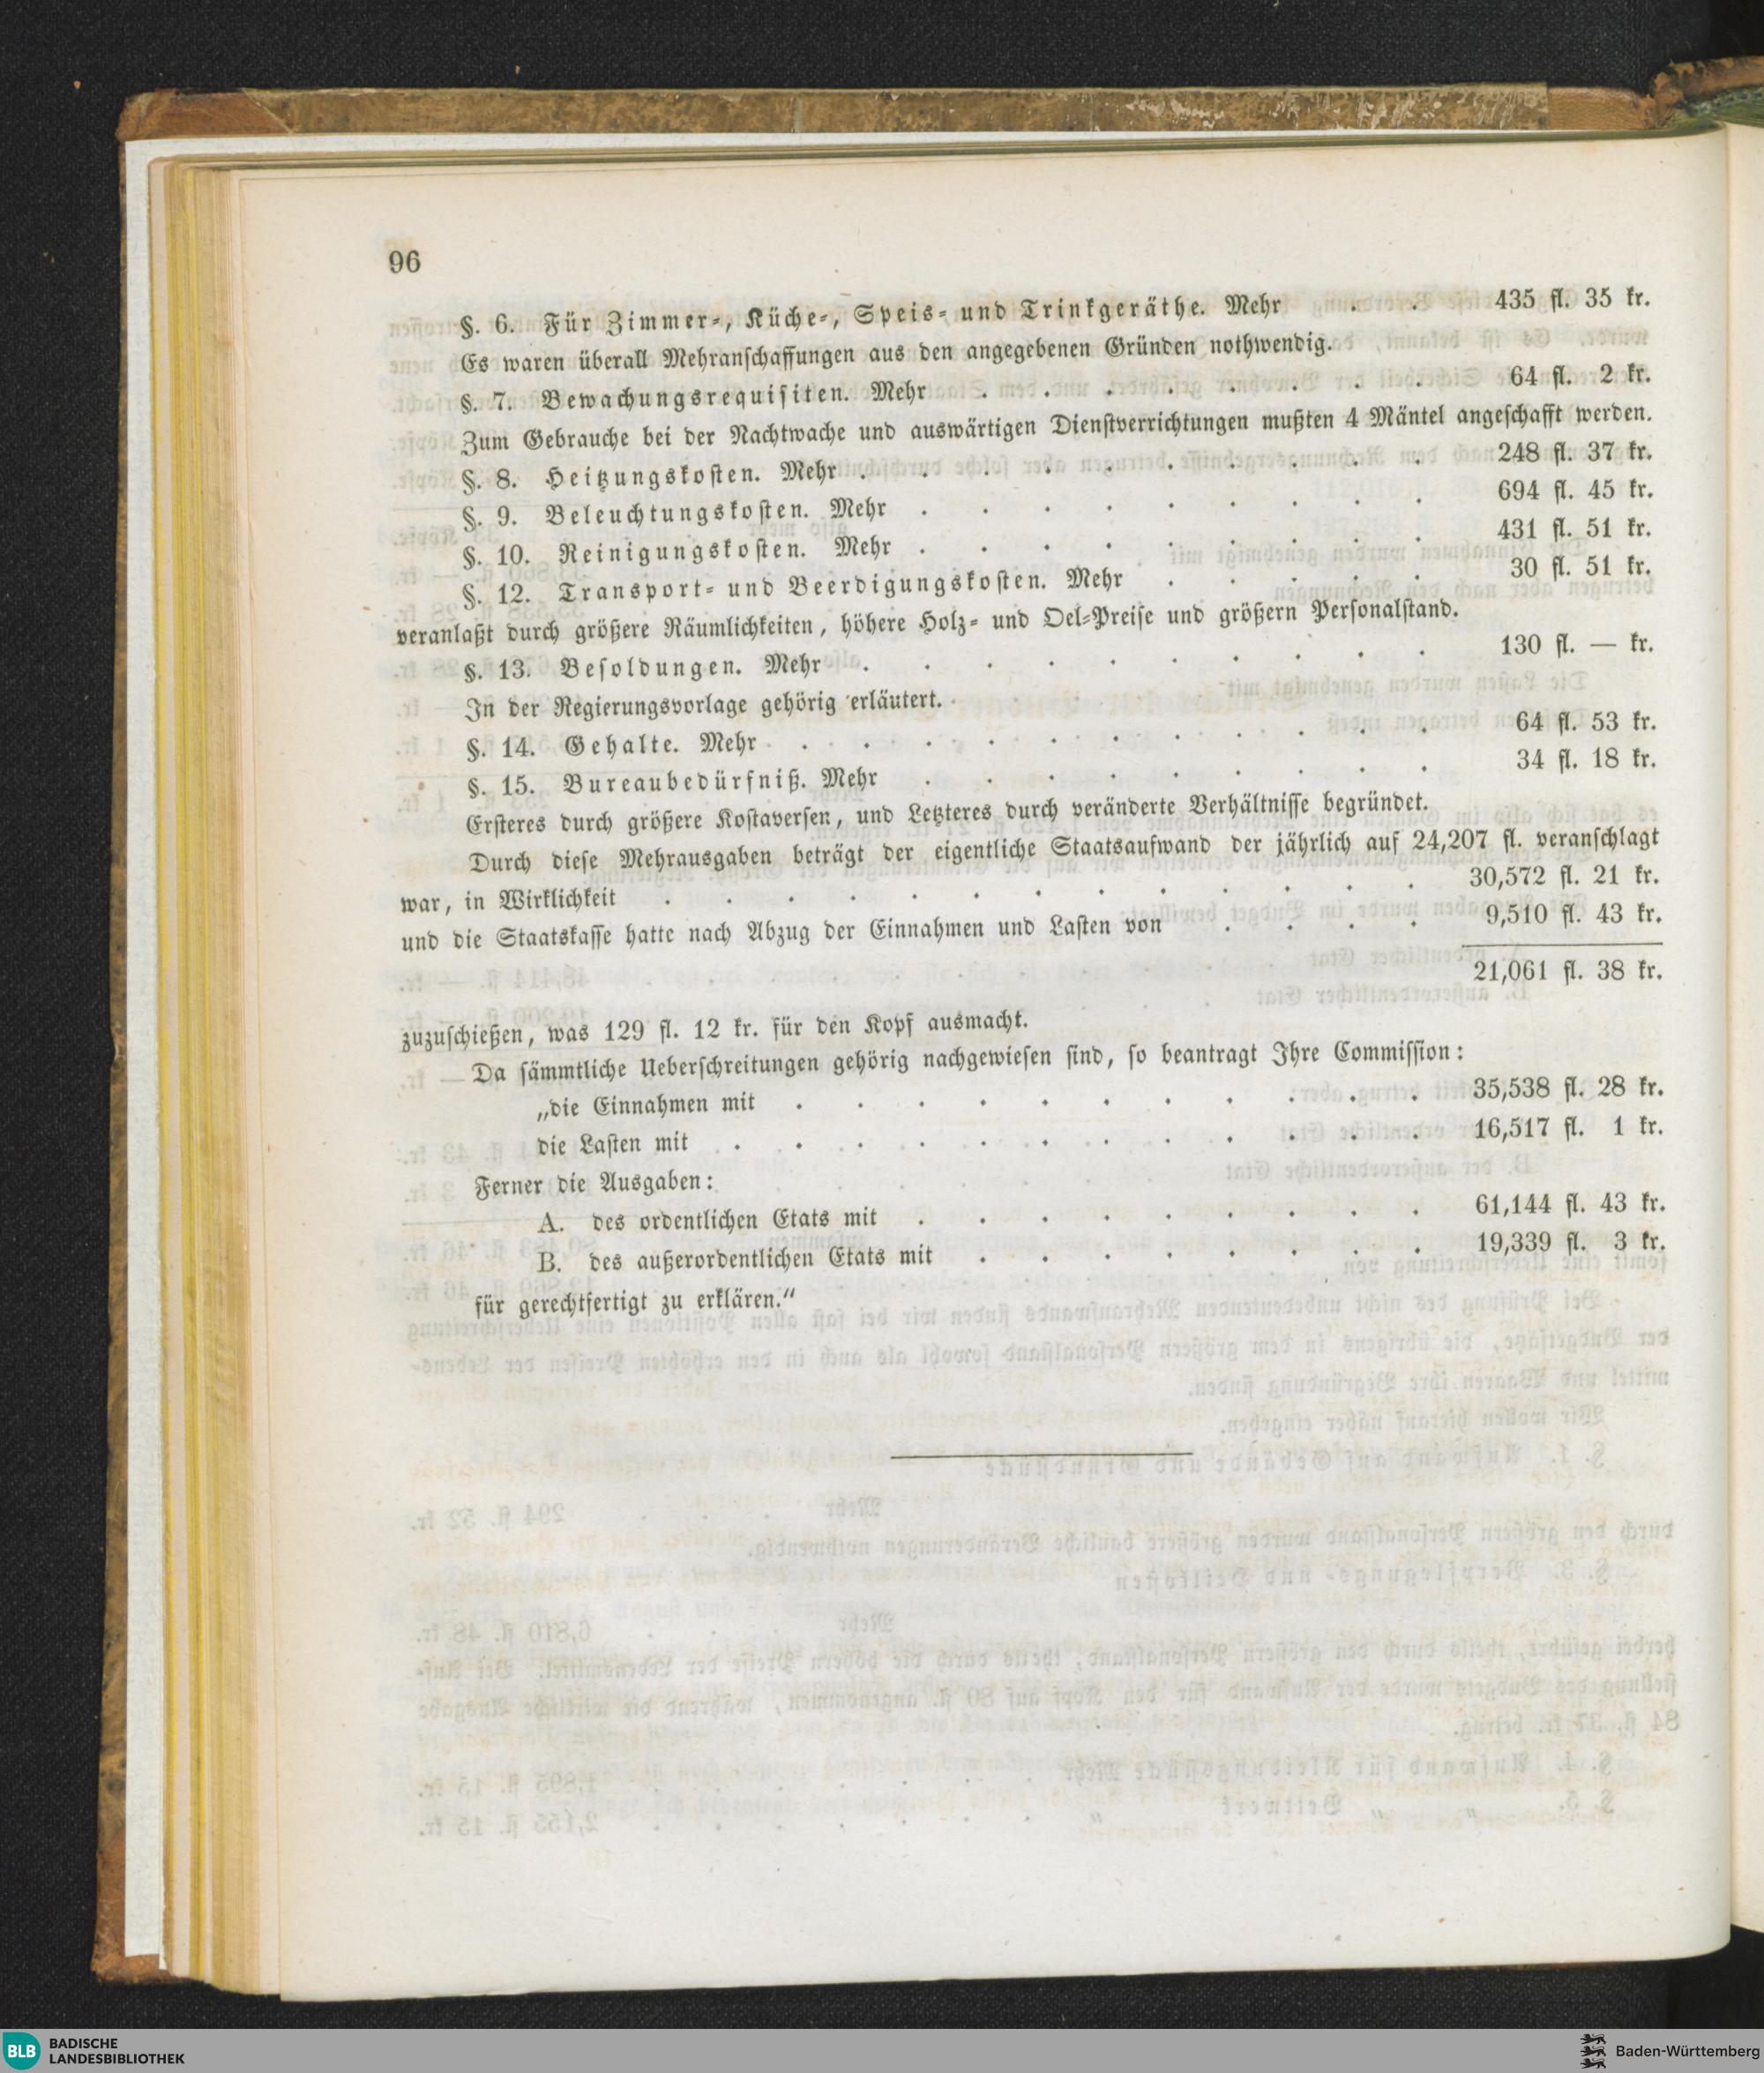 96
§. 6. Für Zimmer-, Küche-, Speis- und Trinkgeräthe. Mehr . . 435 fl. 35 kr.
Es waren überall Mehranschaffungen aus den angegebenen Gründen nothwendig.
§. 7. Bewachungsrequisiten. Mehr . . . . . . . . 64 fl. 2 kr.
Zum Gebrauche bei der Nachtwache und auswärtigen Dienstverrichtungen mußten 4 Mäntel angeschafft werden.
§. 8. Heitzungskosten. Mehr . . . . . . . . . . 248 fl. 37 kr.
§. 9. Beleuchtungskosten. Mehr . . . . . . . . . 694 fl. 45 kr.
§. 10. Reinigungskosten. Mehr . . . . . . . . . 431 fl. 51 kr.
§. 12. Transport- und Beerdigungskosten. Mehr . . . . . 30 fl. 51 kr.
veranlaßt durch größere Räumlichkeiten, höhere Holz- und Oel-Preise und größern Personalstand.
§. 13. Besoldungen. Mehr . . . . . . . . . . 130 fl. — kr.
In der Regierungsvorlage gehörig erläutert.
§. 14. Gehalte. Mehr . . . . . . . . . . . 64 fl. 53 kr.
§. 15. Bureaubedürfniß. Mehr . . . . . . . . . 34 fl. 18 kr.
Ersteres durch größere Kostaversen, und Letzteres durch veränderte Verhältnisse begründet.
Durch diese Mehrausgaben beträgt der eigentliche Staatsaufwand der jährlich auf 24,207 fl. veranschlagt
war, in Wirklichkeit . . . . . . . . . . . . . 30,572 fl. 21 kr.
und die Staatskasse hatte nach Abzug der Einnahmen und Lasten von . . . . 9,510 fl. 43 kr.
21,061 fl. 38 kr.
zuzuschießen, was 129 fl. 12 kr. für den Kopf ausmacht.
Da sämmtliche Ueberschreitungen gehörig nachgewiesen sind, so beantragt Ihre Commission:
„die Einnahmen mit . . . . . . . . . . . 35,538 fl. 28 kr.
die Lasten mit . . . . . . . . . . . . 16,517 fl. 1 kr.
Ferner die Ausgaben:
A. des ordentlichen Etats mit . . . . . . . . . 61,144 fl. 43 kr.
B. des außerordentlichen Etats mit . . . . . . . . 19,339 fl. 3 kr.
für gerechtfertigt zu erklären.“
BLB BADISCHE
LANDESBIBLIOTHEK
Baden-Württemberg